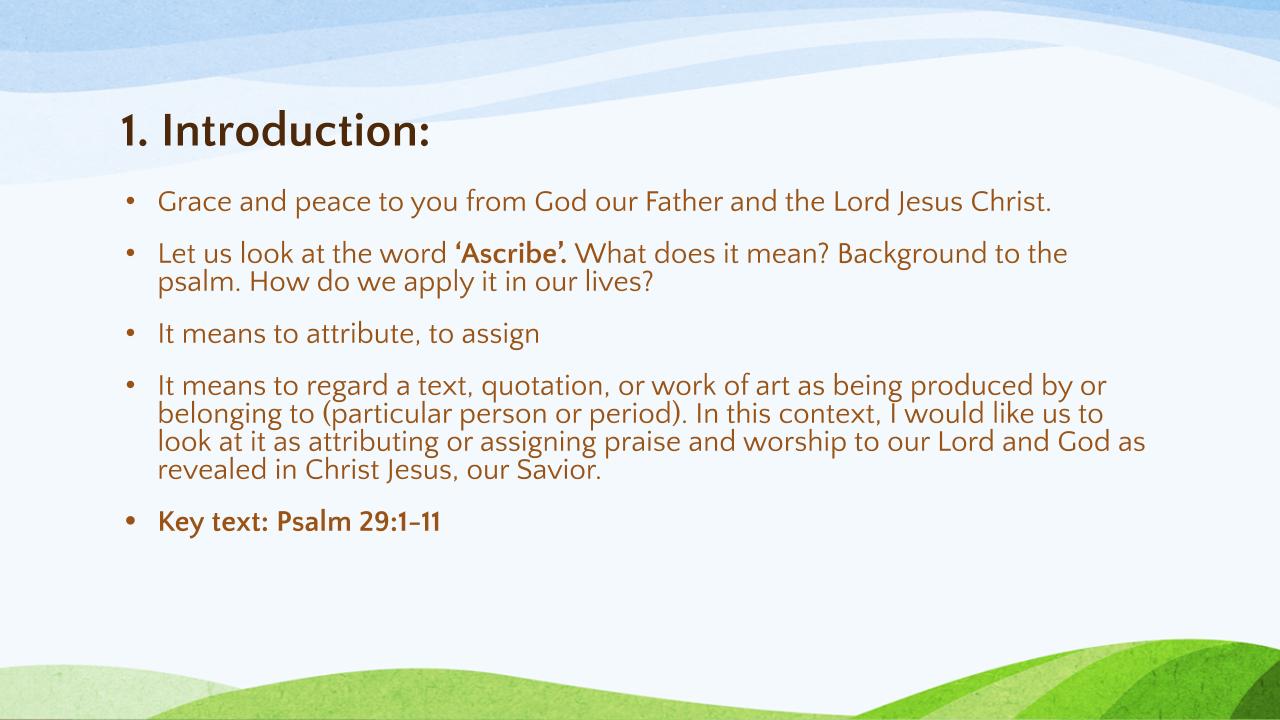 1. Introduction:
• Grace and peace to you from God our Father and the Lord Jesus Christ.
• Let us look at the word ‘Ascribe’. What does it mean? Background to the
psalm. How do we apply it in our lives?
• It means to attribute, to assign
• It means to regard a text, quotation, or work of art as being produced by or
belonging to (particular person or period). In this context, I would like us to
look at it as attributing or assigning praise and worship to our Lord and God as
revealed in Christ Jesus, our Savior.
• Key text: Psalm 29:1–11